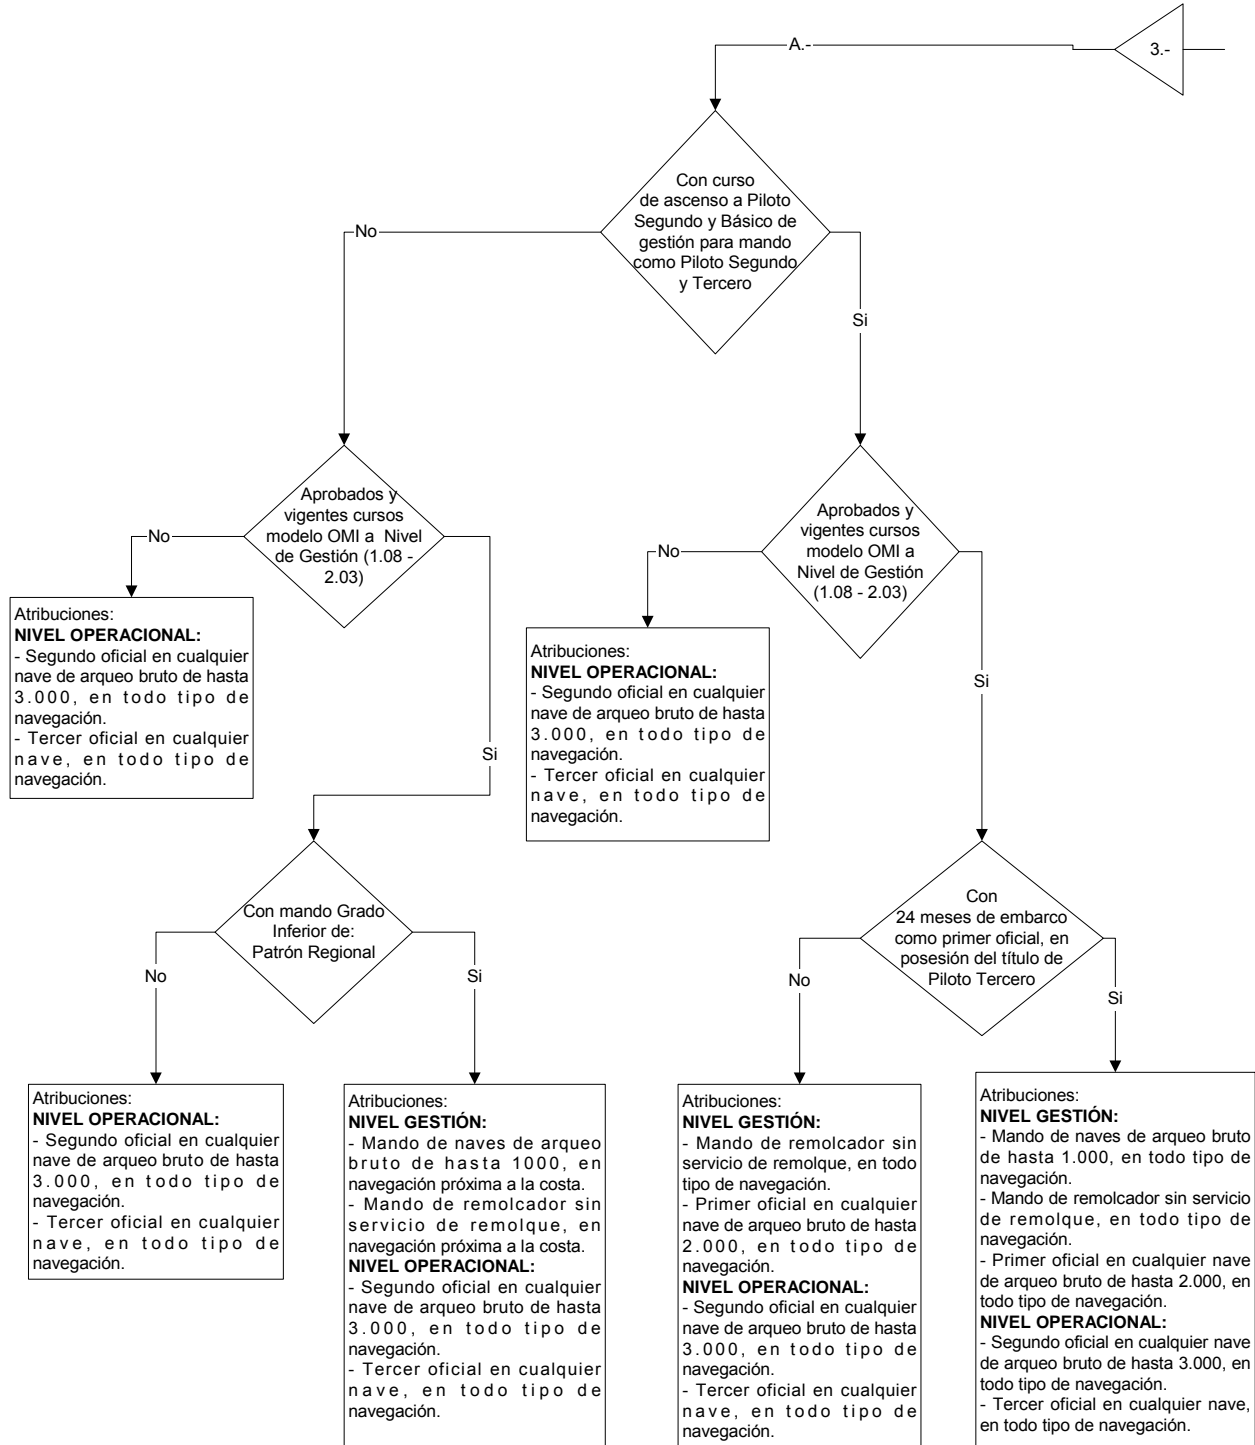 A.-
3.-
Con curso
de ascenso a Piloto
Segundo y Básico de
gestión para mando
como Piloto Segundo
y Tercero
No
Si
Aprobados y
vigentes cursos
modelo OMI a Nivel
de Gestión (1.08 -
2.03)
No
Si
Aprobados y
vigentes cursos
modelo OMI a
Nivel de Gestión
(1.08 - 2.03)
No
Si
Atribuciones:
NIVEL OPERACIONAL:
- Segundo oficial en cualquier
nave de arqueo bruto de hasta
3.000, en todo tipo de
navegación.
- Tercer oficial en cualquier
nave, en todo tipo de
navegación.
Atribuciones:
NIVEL OPERACIONAL:
- Segundo oficial en cualquier
nave de arqueo bruto de hasta
3.000, en todo tipo de
navegación.
- Tercer oficial en cualquier
nave, en todo tipo de
navegación.
Con mando Grado
Inferior de:
Patrón Regional
No
Si
Con
24 meses de embarco
como primer oficial, en
posesión del título de
Piloto Tercero
No
Si
Atribuciones:
NIVEL OPERACIONAL:
- Segundo oficial en cualquier
nave de arqueo bruto de hasta
3.000, en todo tipo de
navegación.
- Tercer oficial en cualquier
nave, en todo tipo de
navegación.
Atribuciones:
NIVEL GESTIÓN:
- Mando de naves de arqueo
bruto de hasta 1000, en
navegación próxima a la costa.
- Mando de remolcador sin
servicio de remolque, en
navegación próxima a la costa.
NIVEL OPERACIONAL:
- Segundo oficial en cualquier
nave de arqueo bruto de hasta
3.000, en todo tipo de
navegación.
- Tercer oficial en cualquier
nave, en todo tipo de
navegación.
Atribuciones:
NIVEL GESTIÓN:
- Mando de remolcador sin
servicio de remolque, en todo
tipo de navegación.
- Primer oficial en cualquier
nave de arqueo bruto de hasta
2.000, en todo tipo de
navegación.
NIVEL OPERACIONAL:
- Segundo oficial en cualquier
nave de arqueo bruto de hasta
3.000, en todo tipo de
navegación.
- Tercer oficial en cualquier
nave, en todo tipo de
navegación.
Atribuciones:
NIVEL GESTIÓN:
- Mando de naves de arqueo bruto
de hasta 1.000, en todo tipo de
navegación.
- Mando de remolcador sin servicio
de remolque, en todo tipo de
navegación.
- Primer oficial en cualquier nave
de arqueo bruto de hasta 2.000, en
todo tipo de navegación.
NIVEL OPERACIONAL:
- Segundo oficial en cualquier nave
de arqueo bruto de hasta 3.000, en
todo tipo de navegación.
- Tercer oficial en cualquier nave,
en todo tipo de navegación.